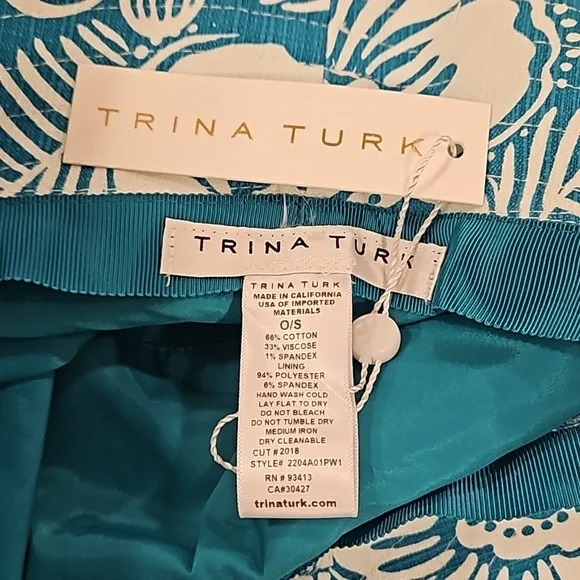 TRINA TURK
TRINA TURK
TRINA TURK
MADE IN CALIFORNIA
USA OF IMPORTED
MATERIALS
O/S
66% COTTON
33% VISCOSE
1% SPANDEX
LINING
94% POLYESTER
6% SPANDEX
HAND WASH COLD
LAY FLAT TO DRY
DO NOT BLEACH
DO NOT TUMBLE DRY
MEDIUM IRON
DRY CLEANABLE
CUT # 2018
STYLE# 2204A01PW1
RN # 93413
CA#30427
trinaturk.com